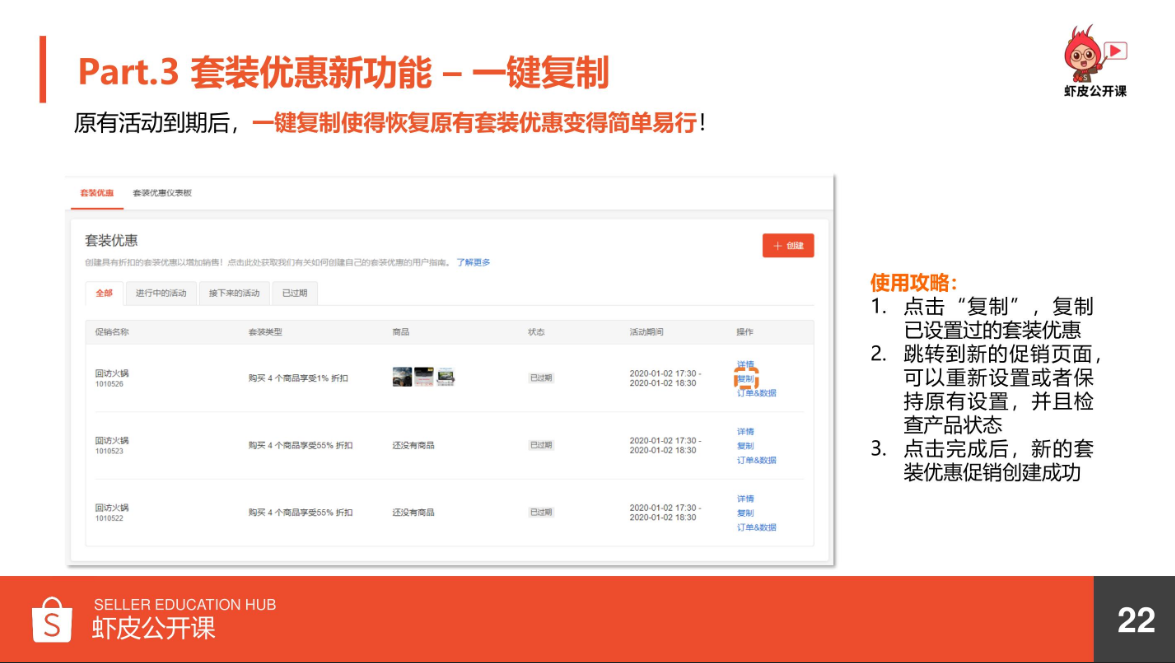 Part.3 套装优惠新功能 – 一键复制
虾皮公开课
原有活动到期后，一键复制使得恢复原有套装优惠变得简单易行！
套装优惠 套装优惠仪表板
套装优惠
+ 创建
创建具有折扣的套装优惠以增加销售！点击此处获取我们有关如何创建自己的套装优惠的用户指南。 了解更多
全部 进行中的活动 接下来的活动 已过期
促销名称 套装类型 商品 状态 活动期间 操作
回访火锅
1010526
购买 4 个商品享受1% 折扣
已过期
2020-01-02 17:30 -
2020-01-02 18:30
详情
复制
订单&数据
回访火锅
1010523
购买 4 个商品享受55% 折扣
还没有商品
已过期
2020-01-02 17:30 -
2020-01-02 18:30
详情
复制
订单&数据
回访火锅
1010522
购买 4 个商品享受55% 折扣
还没有商品
已过期
2020-01-02 17:30 -
2020-01-02 18:30
详情
复制
订单&数据
使用攻略：
1. 点击“复制”，复制
已设置过的套装优惠
2. 跳转到新的促销页面，
可以重新设置或者保
持原有设置，并且检
查产品状态
3. 点击完成后，新的套
装优惠促销创建成功
S
SELLER EDUCATION HUB
虾皮公开课
22